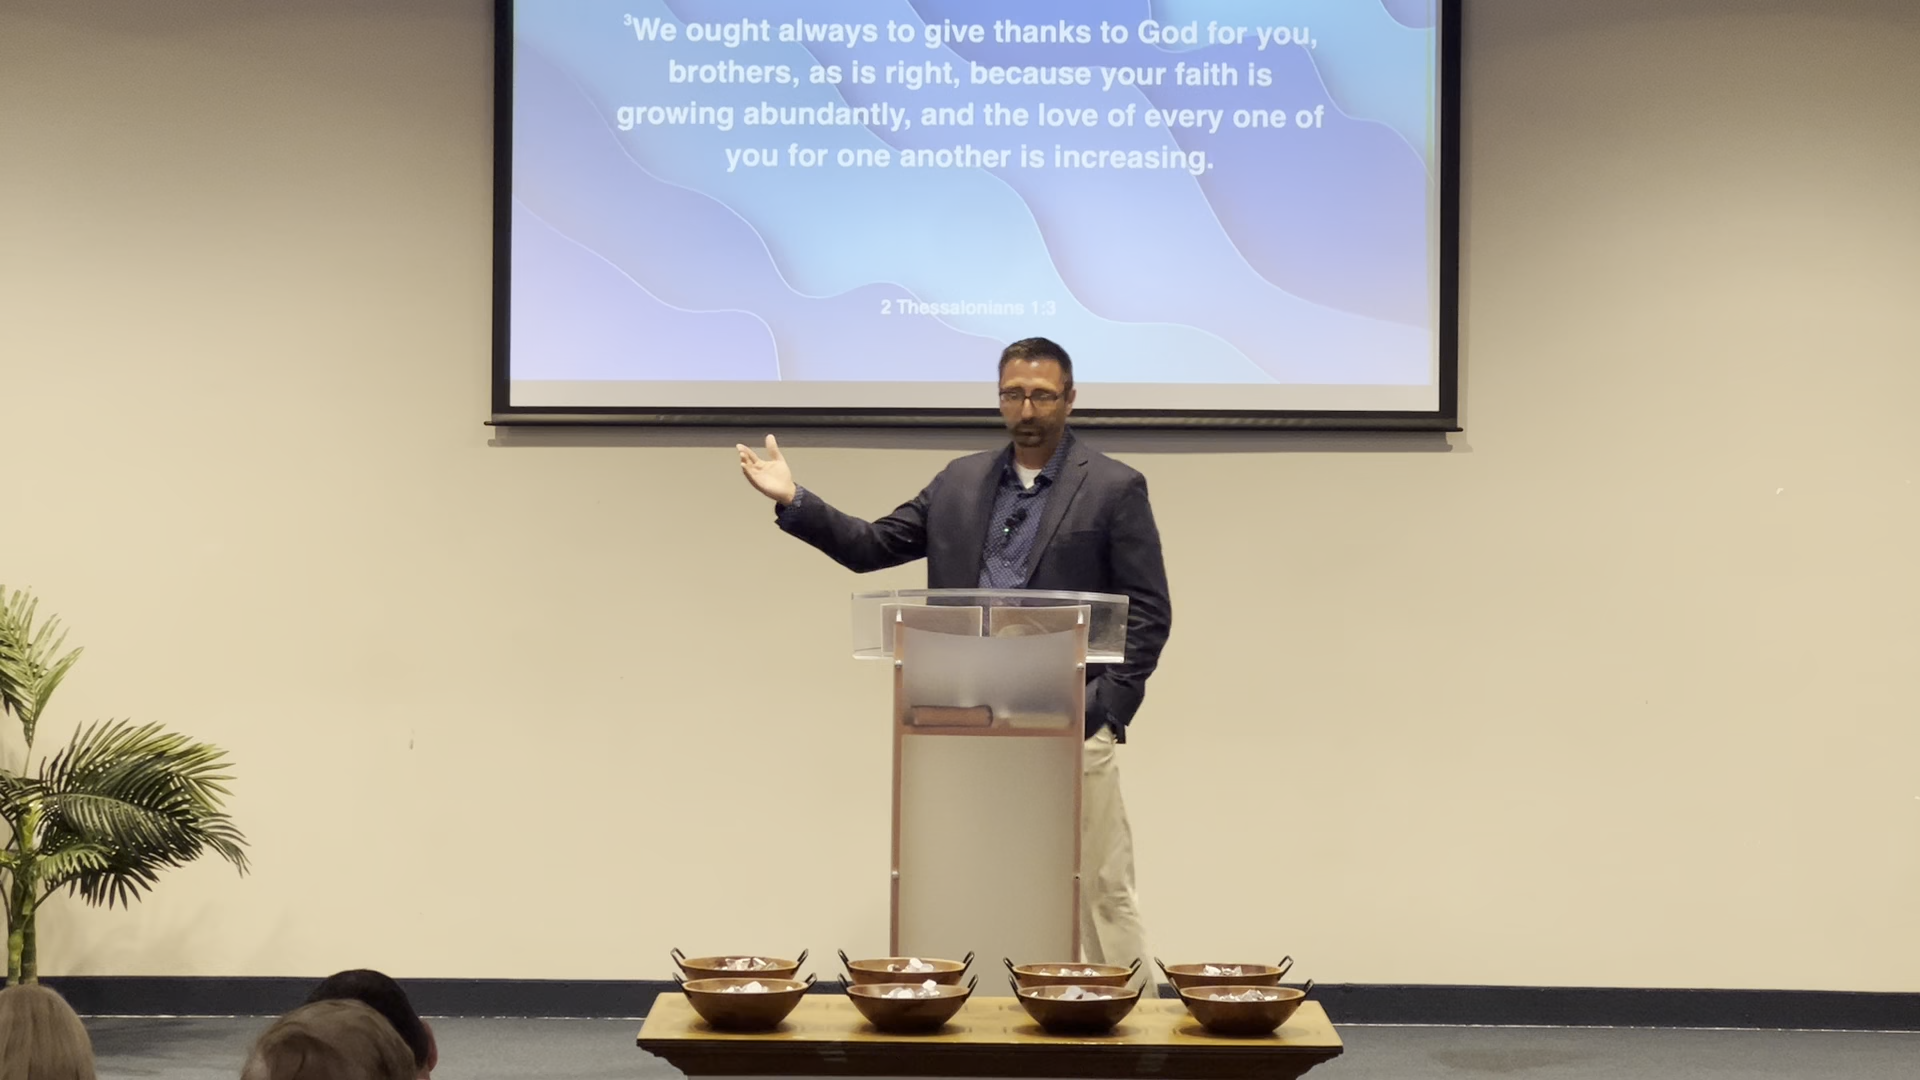 ³We ought always to give thanks to God for you,
brothers, as is right, because your faith is
growing abundantly, and the love of every one of
you for one another is increasing.
2 Thessalonians 1:3